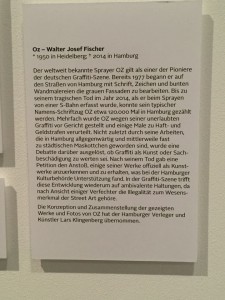 Oz – Walter Josef Fischer
* 1950 in Heidelberg; † 2014 in Hamburg
Der weltweit bekannte Sprayer OZ gilt als einer der Pioniere
der deutschen Graffiti-Szene. Bereits 1977 begann er auf
den Straßen von Hamburg mit Schrift, Zeichen und bunten
Wandmalereien die grauen Fassaden zu bearbeiten. Bis zu
seinem tragischen Tod im Jahr 2014, als er beim Sprayen
von einer S-Bahn erfasst wurde, konnte sein typischer
Namens-Schriftzug OZ etwa 120.000 Mal in Hamburg gezählt
werden. Mehrfach wurde OZ wegen seiner unerlaubten
Graffiti vor Gericht gestellt und einige Male zu Haft- und
Geldstrafen verurteilt. Nicht zuletzt durch seine Arbeiten,
die in Hamburg allgegenwärtig und mittlerweile fast
zu städtischen Maskottchen geworden sind, wurde eine
Debatte darüber ausgelöst, ob Graffiti als Kunst oder Sach-
beschädigung zu werten sei. Nach seinem Tod gab eine
Petition den Anstoß, einige seiner Werke offiziell als Kunst-
werke anzuerkennen und zu erhalten, was bei der Hamburger
Kulturbehörde Unterstützung fand. In der Graffiti-Szene trifft
diese Entwicklung wiederum auf ambivalente Haltungen, da
nach Ansicht einiger Verfechter die Illegalität zum Wesens-
merkmal der Street Art gehöre.
Die Konzeption und Zusammenstellung der gezeigten
Werke und Fotos von OZ hat der Hamburger Verleger und
Künstler Lars Klingenberg übernommen.